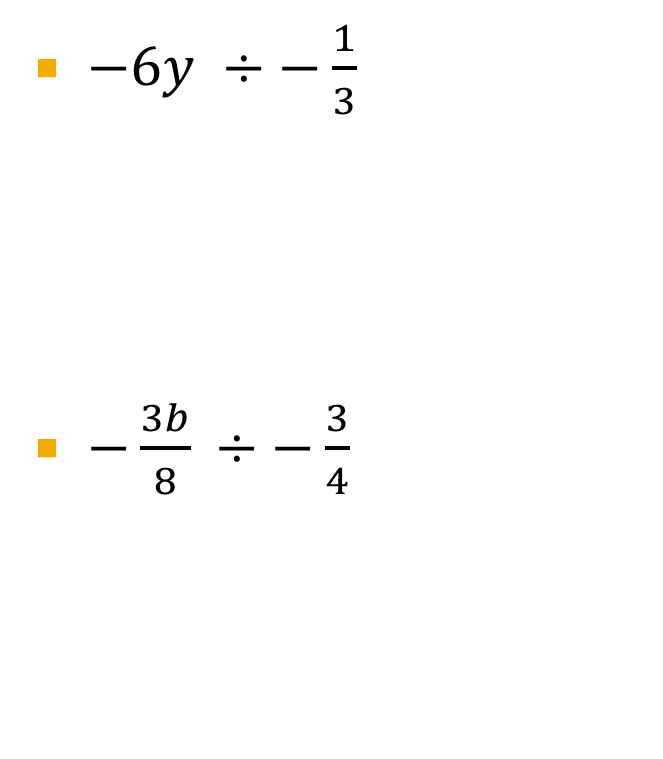 ▪ −6y ÷ − 1/3
▪ − 3b/8 ÷ − 3/4